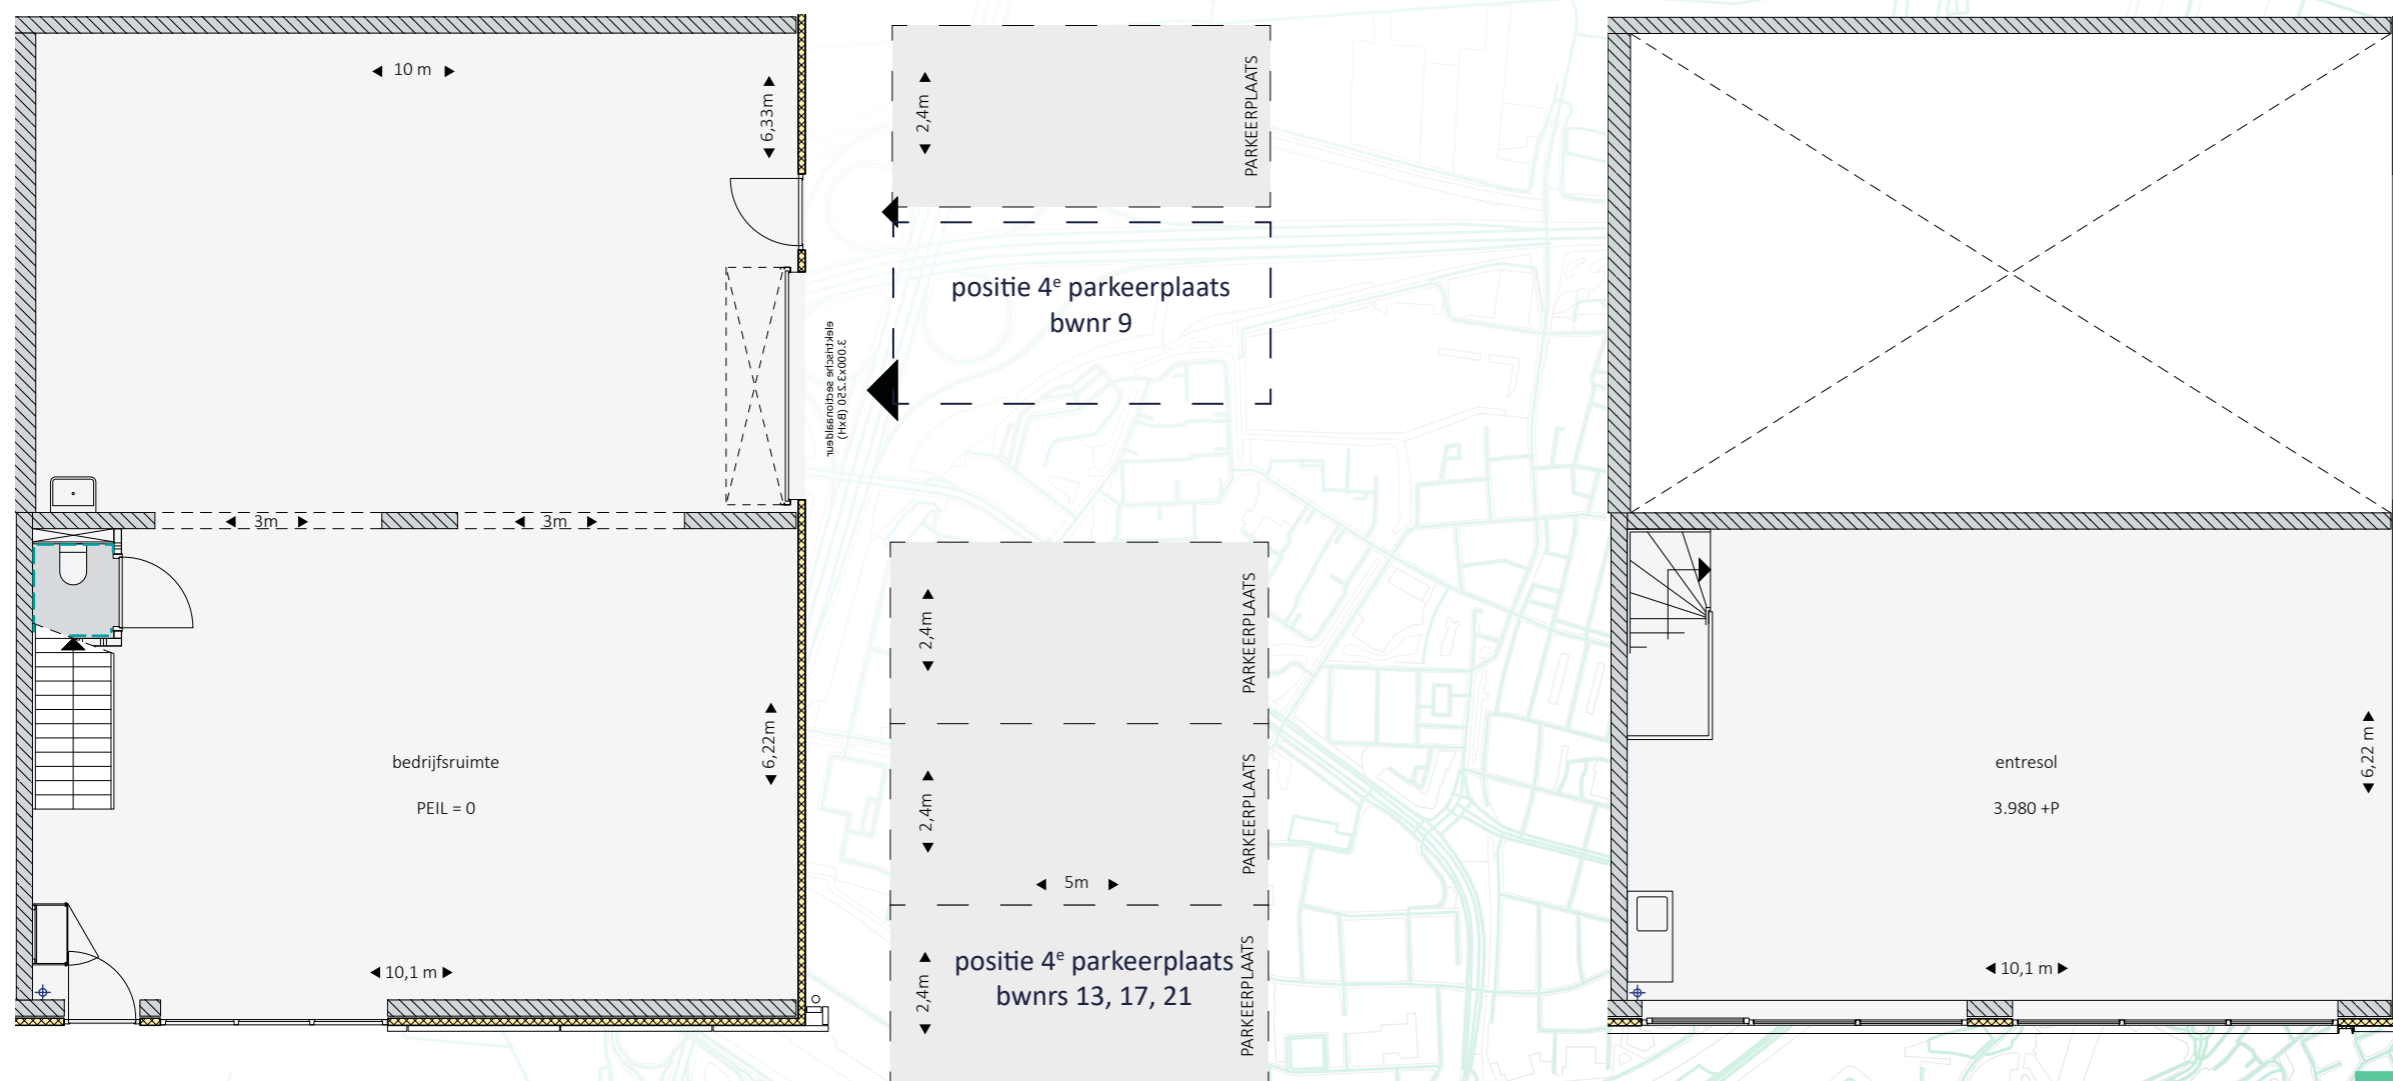 10 m
6,33m
3m
3m
elektrische sectionaaldeur
3.000x3.250 (BxH)
6,22m
bedrijfsruimte
PEIL = 0
10,1 m
2,4m
PARKEERPLAATS
positie 4e parkeerplaats
bwnr 9
2,4m
PARKEERPLAATS
2,4m
PARKEERPLAATS
5m
2,4m
positie 4e parkeerplaats
bwnrs 13, 17, 21
PARKEERPLAATS
entresol
3.980 +P
6,22 m
10,1 m